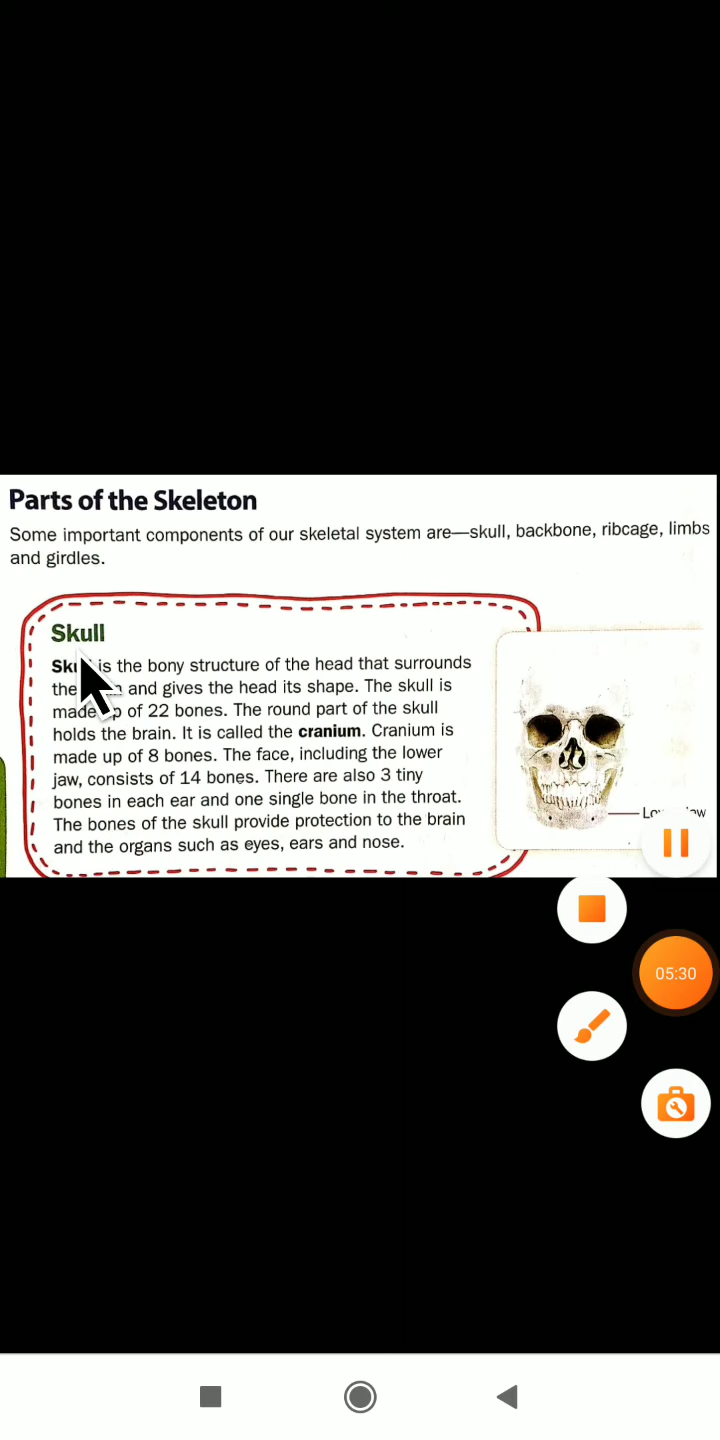 Parts of the Skeleton
Some important components of our skeletal system are—skull, backbone, ribcage, limbs
and girdles.
Skull
is the bony structure of the head that surrounds
the and gives the head its shape. The skull is
made of 22 bones. The round part of the skull
holds the brain. It is called the cranium. Cranium is
made up of 8 bones. The face, including the lower
jaw, consists of 14 bones. There are also 3 tiny
bones in each ear and one single bone in the throat.
The bones of the skull provide protection to the brain
and the organs such as eyes, ears and nose.
05:30